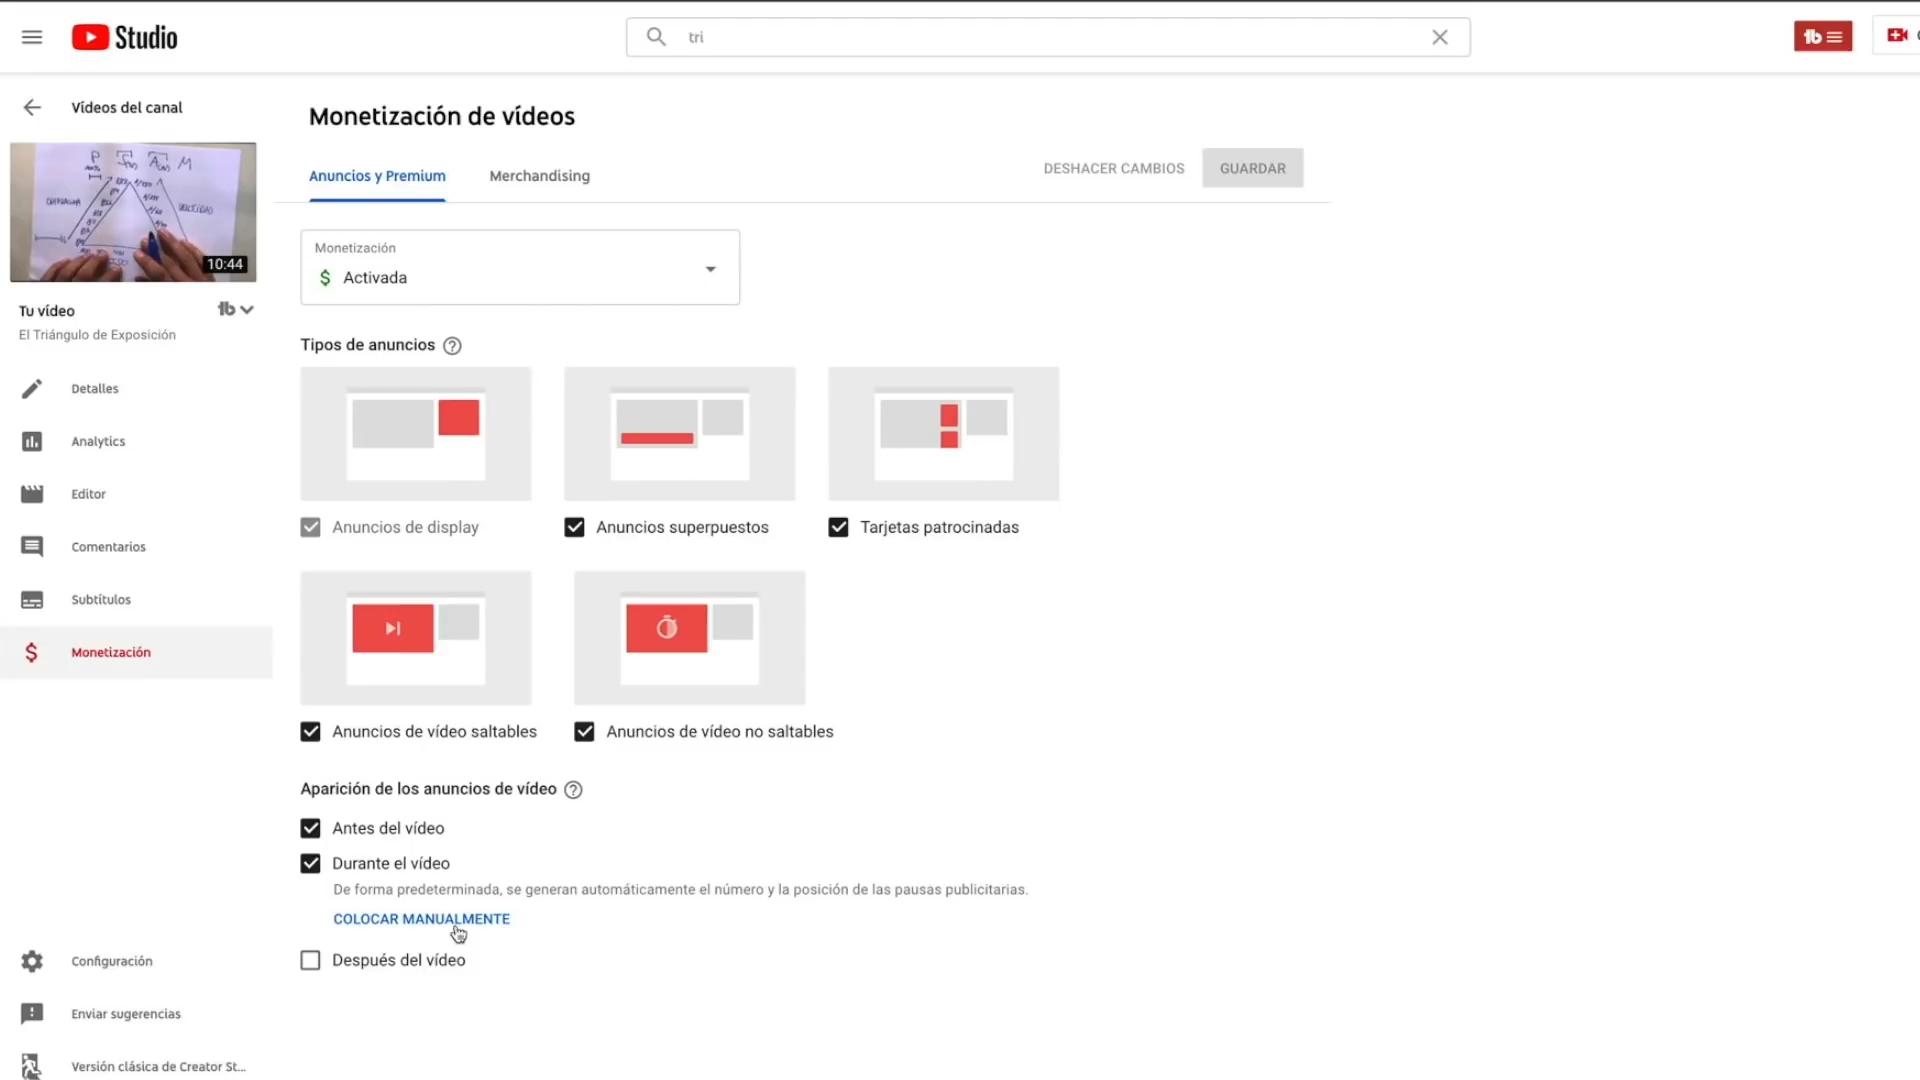 Studio
tri
Vídeos del canal
10:44
Tu vídeo
El Triángulo de Exposición
Detalles
Analytics
Editor
Comentarios
Subtítulos
Monetización
Configuración
Enviar sugerencias
Versión clásica de Creator St...
Monetización de vídeos
Anuncios y Premium
Merchandising
DESHACER CAMBIOS
GUARDAR
Monetización
$ Activada
Tipos de anuncios
Anuncios de display
Anuncios superpuestos
Tarjetas patrocinadas
Anuncios de vídeo saltables
Anuncios de vídeo no saltables
Aparición de los anuncios de vídeo
Antes del vídeo
Durante el vídeo
De forma predeterminada, se generan automáticamente el número y la posición de las pausas publicitarias.
COLOCAR MANUALMENTE
Después del vídeo